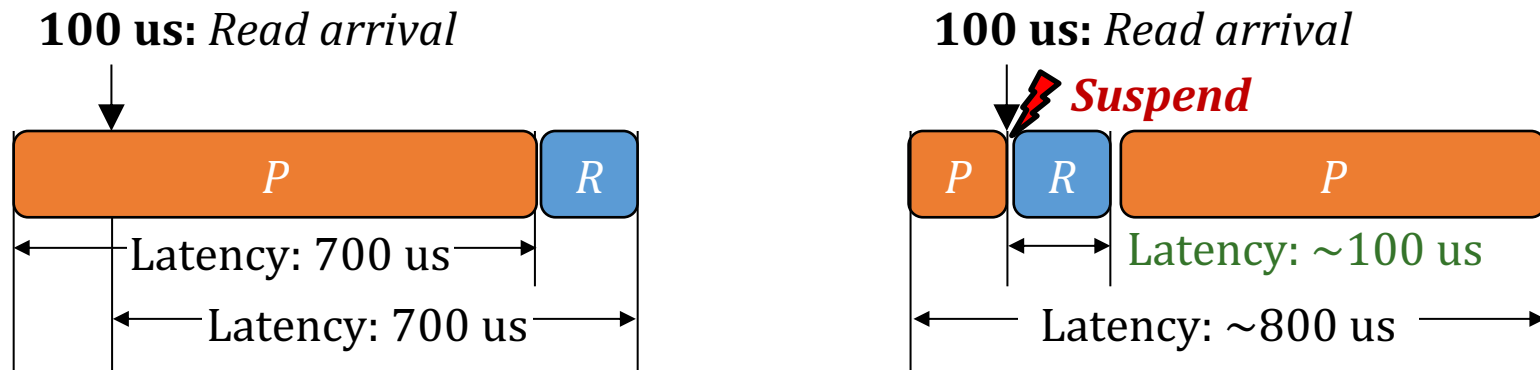 100 us: Read arrival
P
R
Latency: 700 us
Latency: 700 us
100 us: Read arrival
Suspend
P
R
P
Latency: ~100 us
Latency: ~800 us